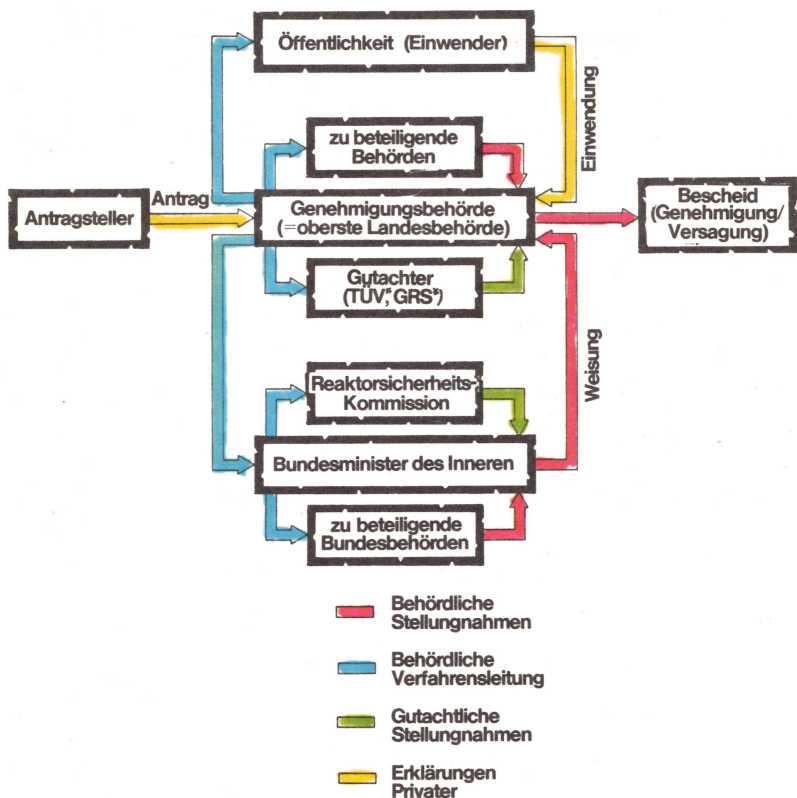 Öffentlichkeit (Einwender)
Einwendung
zu beteiligende
Behörden
Antrag
Antragsteller
Genehmigungsbehörde
(=oberste Landesbehörde)
Bescheid
(Genehmigung/
Versagung)
Gutachter
(TÜV,* GRS*)
Weisung
Reaktorsicherheits-
Kommission
Bundesminister des Inneren
zu beteiligende
Bundesbehörden
Behördliche
Stellungnahmen
Behördliche
Verfahrensleitung
Gutachtliche
Stellungnahmen
Erklärungen
Privater